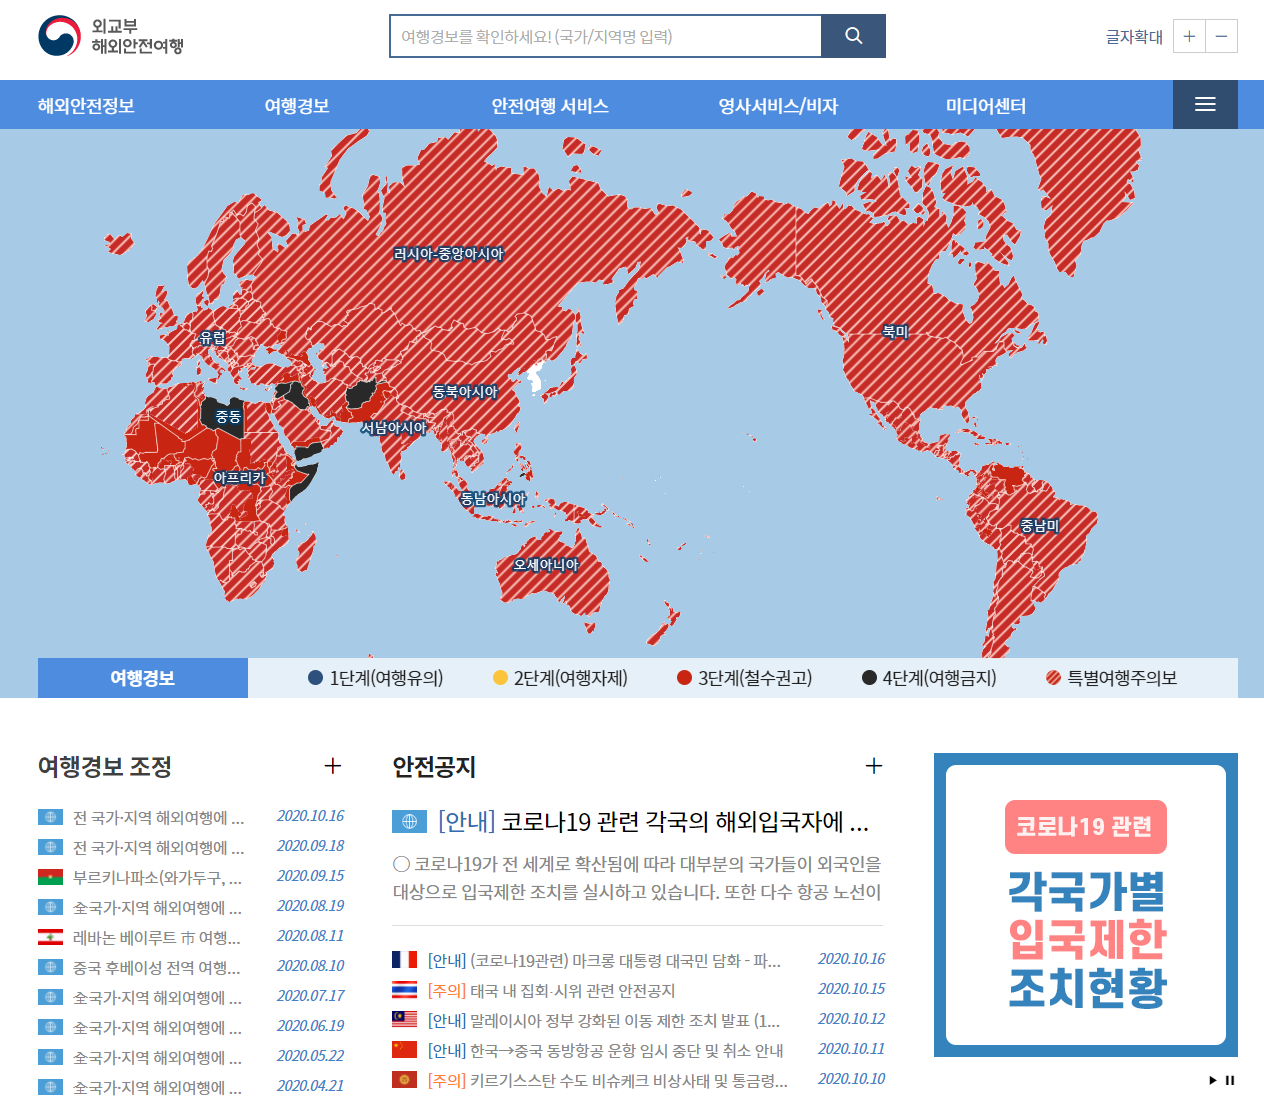 외교부
해외안전여행
여행경보를 확인하세요! (국가/지역명 입력)
글자확대
해외안전정보 여행경보 안전여행 서비스 영사서비스/비자 미디어센터
러시아-중앙아시아
유럽
북미
동북아시아
중동
서남아시아
아프리카
동남아시아
중남미
오세아니아
여행경보 1단계(여행유의) 2단계(여행자제) 3단계(철수권고) 4단계(여행금지) 특별여행주의보
여행경보 조정
전 국가·지역 해외여행에 ... 2020.10.16
전 국가·지역 해외여행에 ... 2020.09.18
부르키나파소(와가두구, ... 2020.09.15
全국가·지역 해외여행에 ... 2020.08.19
레바논 베이루트 市 여행... 2020.08.11
중국 후베이성 전역 여행... 2020.08.10
全국가·지역 해외여행에 ... 2020.07.17
全국가·지역 해외여행에 ... 2020.06.19
全국가·지역 해외여행에 ... 2020.05.22
全국가·지역 해외여행에 ... 2020.04.21
안전공지
[안내] 코로나19 관련 각국의 해외입국자에 ...
〇 코로나19가 전 세계로 확산됨에 따라 대부분의 국가들이 외국인을
대상으로 입국제한 조치를 실시하고 있습니다. 또한 다수 항공 노선이
[안내] (코로나19관련) 마크롱 대통령 대국민 담화 - 파... 2020.10.16
[주의] 태국 내 집회·시위 관련 안전공지 2020.10.15
[안내] 말레이시아 정부 강화된 이동 제한 조치 발표 (1... 2020.10.12
[안내] 한국→중국 동방항공 운항 임시 중단 및 취소 안내 2020.10.11
[주의] 키르기스스탄 수도 비슈케크 비상사태 및 통금령... 2020.10.10
코로나19 관련
각국가별
입국제한
조치현황